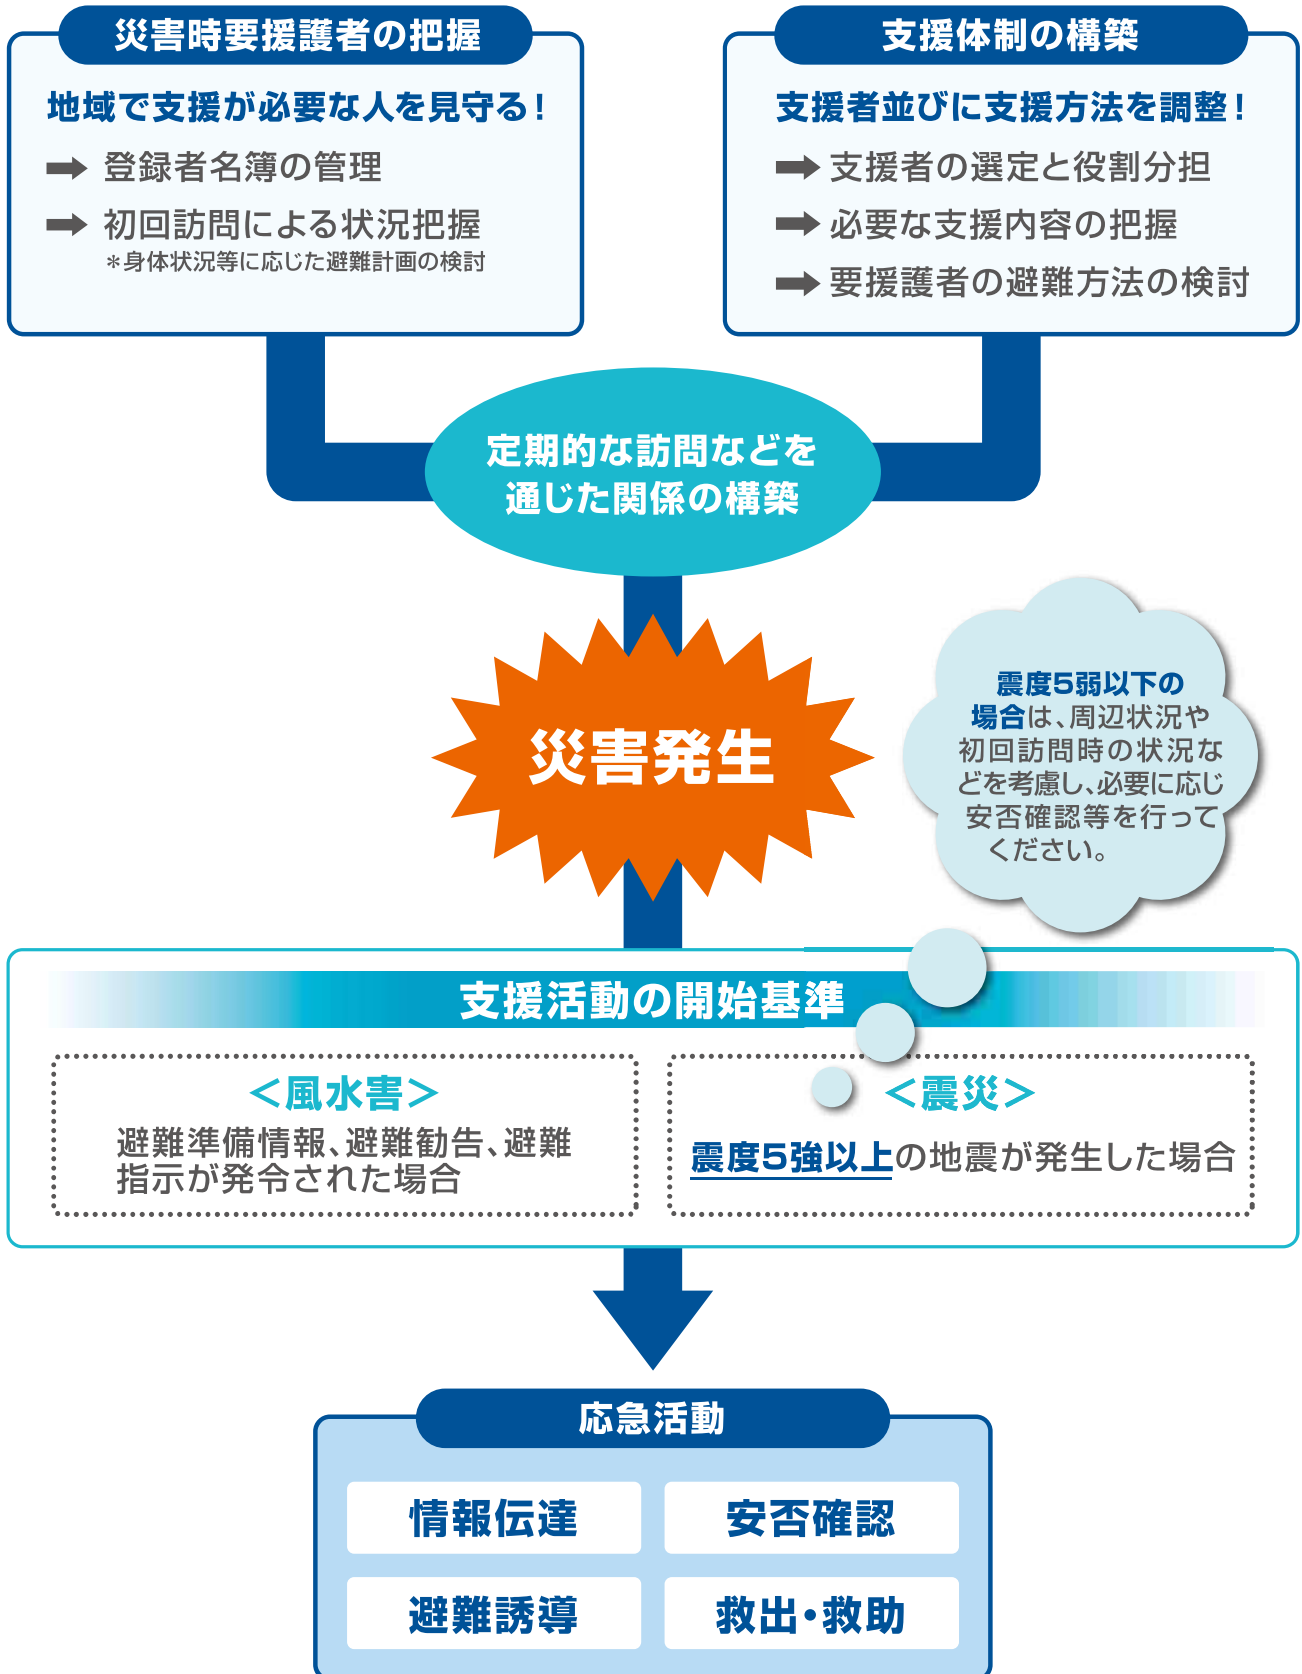 災害時要援護者の把握
地域で支援が必要な人を見守る！
➡ 登録者名簿の管理
➡ 初回訪問による状況把握
＊身体状況等に応じた避難計画の検討
支援体制の構築
支援者並びに支援方法を調整！
➡ 支援者の選定と役割分担
➡ 必要な支援内容の把握
➡ 要援護者の避難方法の検討
定期的な訪問などを
通じた関係の構築
災害発生
震度5弱以下の
場合は、周辺状況や
初回訪問時の状況な
どを考慮し、必要に応じ
安否確認等を行って
ください。
支援活動の開始基準
＜風水害＞
避難準備情報、避難勧告、避難
指示が発令された場合
＜震災＞
震度5強以上の地震が発生した場合
応急活動
情報伝達
安否確認
避難誘導
救出・救助